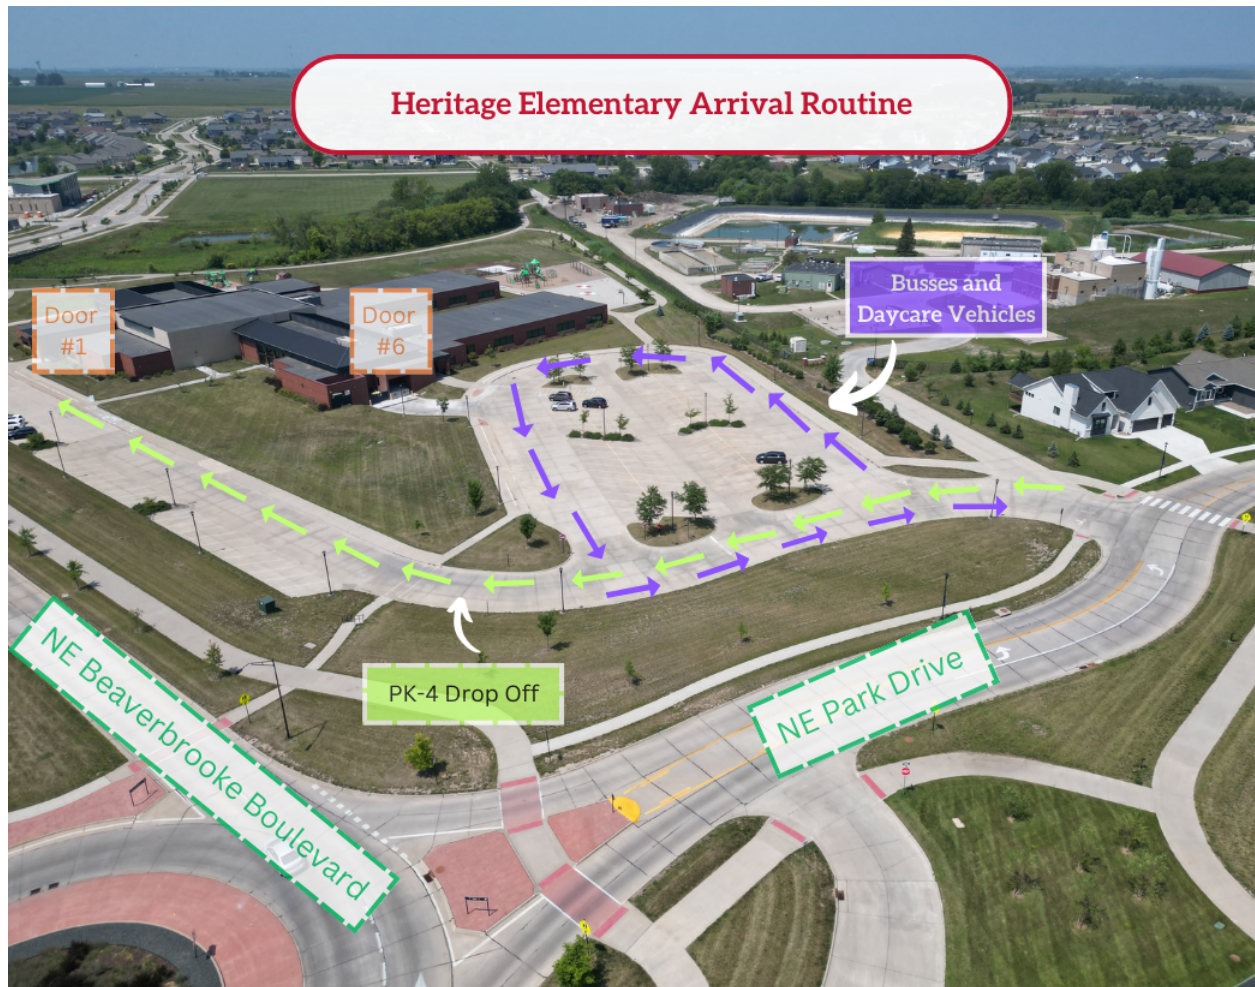 Heritage Elementary Arrival Routine
Busses and
Daycare Vehicles
Door
#1
Door
#6
PK-4 Drop Off
NE Park Drive
NE Beaverbrooke Boulevard